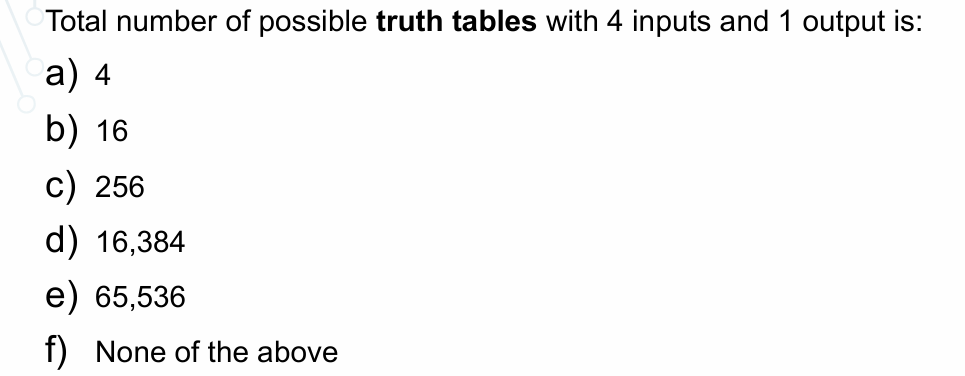 Total number of possible truth tables with 4 inputs and 1 output is:
a) 4
b) 16
c) 256
d) 16,384
e) 65,536
f) None of the above